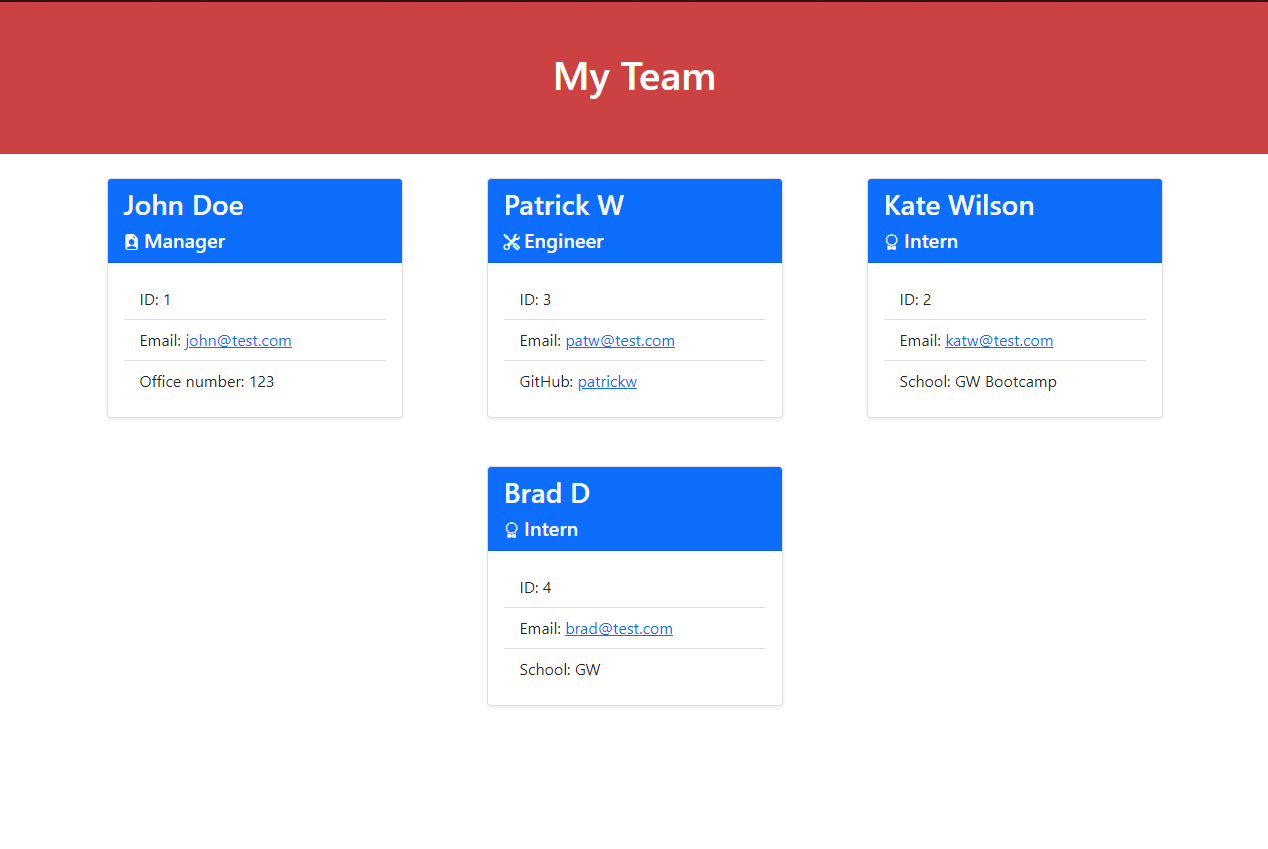 My Team
John Doe
Manager
ID: 1
Email: john@test.com
Office number: 123
Patrick W
Engineer
ID: 3
Email: patw@test.com
GitHub: patrickw
Kate Wilson
Intern
ID: 2
Email: katw@test.com
School: GW Bootcamp
Brad D
Intern
ID: 4
Email: brad@test.com
School: GW